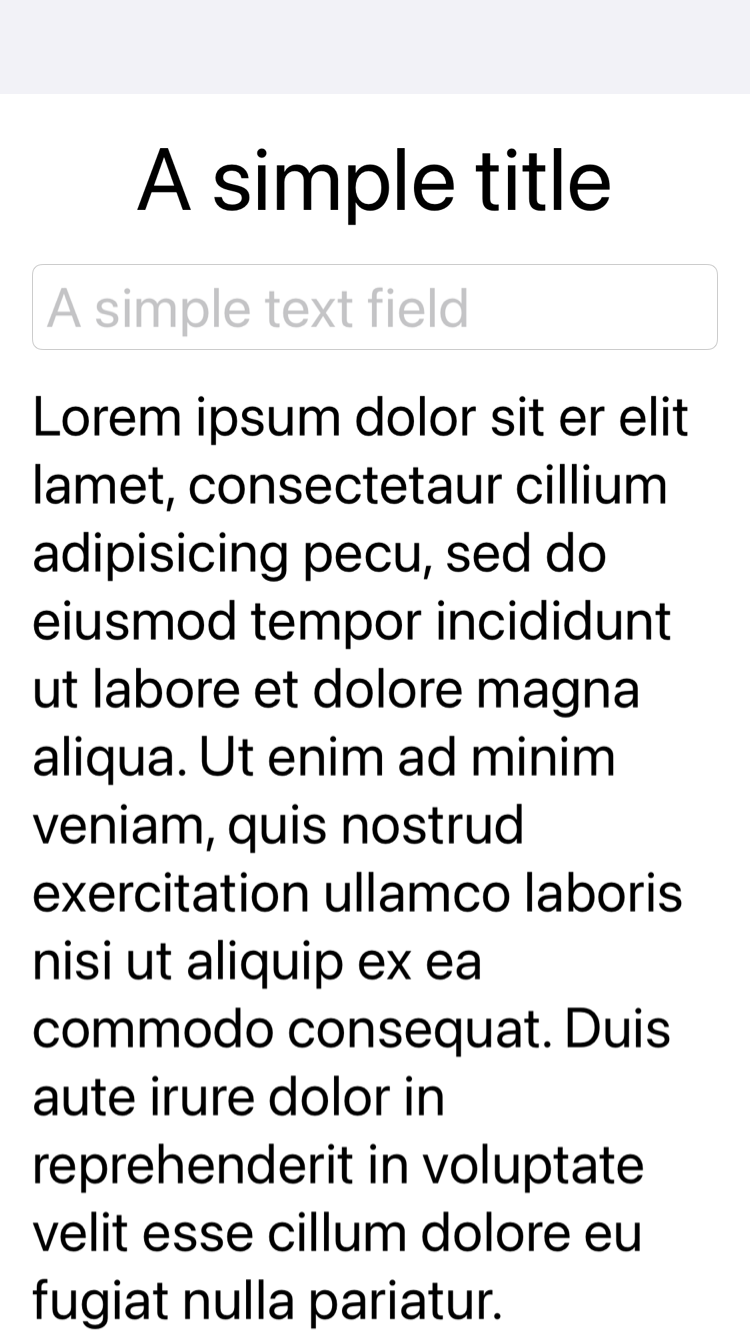 A simple title
A simple text field
Lorem ipsum dolor sit er elit
lamet, consectetaur cillium
adipisicing pecu, sed do
eiusmod tempor incididunt
ut labore et dolore magna
aliqua. Ut enim ad minim
veniam, quis nostrud
exercitation ullamco laboris
nisi ut aliquip ex ea
commodo consequat. Duis
aute irure dolor in
reprehenderit in voluptate
velit esse cillum dolore eu
fugiat nulla pariatur.